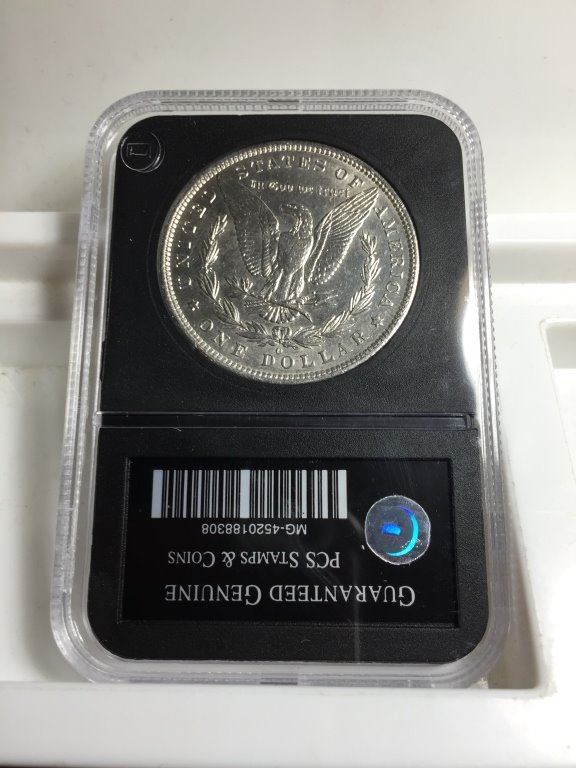 UNITED STATES OF AMERICA
In God we trust
ONE DOLLAR
GUARANTEED GENUINE
PCS STAMPS & COINS
MG-4520188308